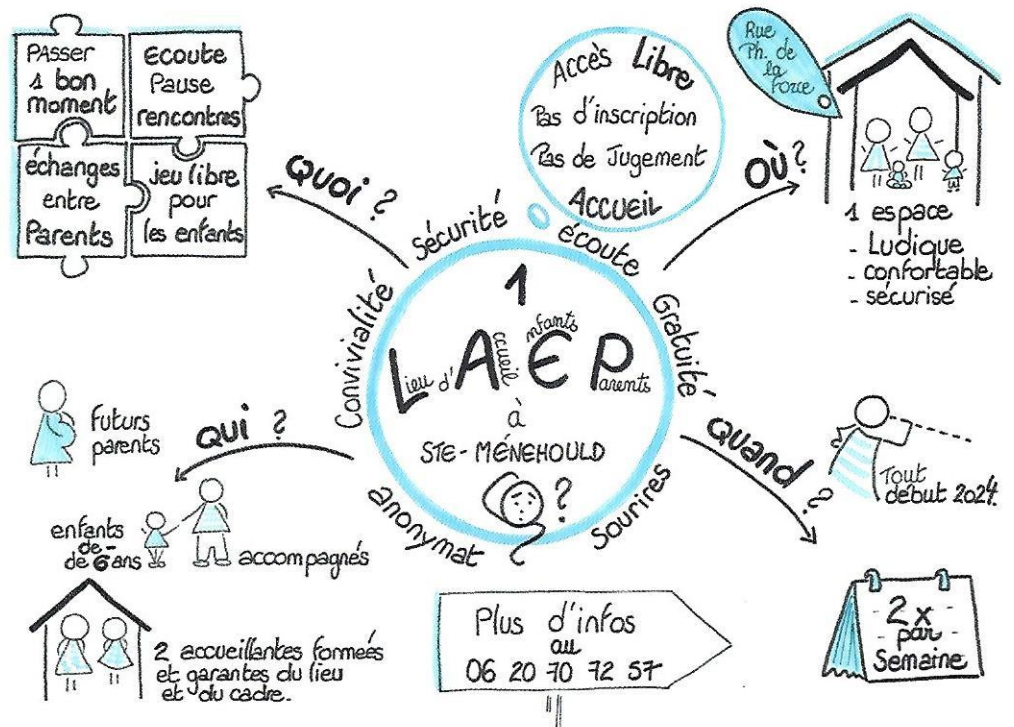 PASSER
1 bon
moment
Ecoute
Pause
rencontres
échanges
entre
Parents
jeu libre
pour
les enfants
QUOI ?
Accès Libre
Pas d'inscription
Pas de Jugement
ACCUEIL
Rue
Ph. de
la
Force
OÙ ?
1 espace
- Ludique
- confortable
- sécurisé
Convivialité
Sécurité
écoute
Gratuité
sourires
anonymat
1
Lieu d'Accueil Enfants Parents
à
STE-MÉNEHOULD
?
QUI ?
Futurs
parents
enfants
de -
de 6 ans
accompagnés
2 accueillantes formées
et garantes du lieu
et du cadre.
QUAND ?
Tout
début 2024.
2 x
par
Semaine
Plus d'infos
au
06 20 70 72 57